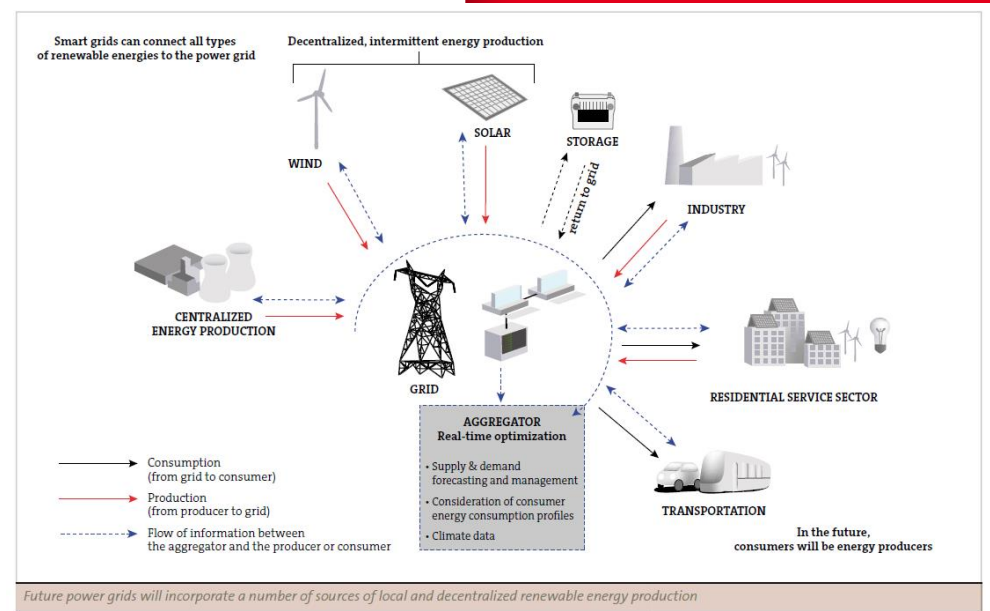 Smart grids can connect all types
of renewable energies to the power grid
Decentralized, intermittent energy production
WIND
SOLAR
STORAGE
return to grid
INDUSTRY
CENTRALIZED
ENERGY PRODUCTION
GRID
RESIDENTIAL SERVICE SECTOR
AGGREGATOR
Real-time optimization
• Supply & demand
forecasting and management
• Consideration of consumer
energy consumption profiles
• Climate data
TRANSPORTATION
Consumption
(from grid to consumer)
Production
(from producer to grid)
Flow of information between
the aggregator and the producer or consumer
In the future,
consumers will be energy producers
Future power grids will incorporate a number of sources of local and decentralized renewable energy production